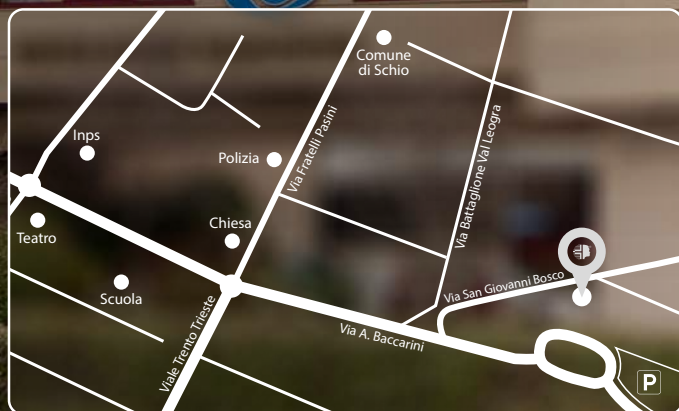 Comune
di Schio
Inps
Polizia
Via Fratelli Pasini
Via Battaglione Val Leogra
Teatro
Chiesa
Scuola
Via San Giovanni Bosco
Viale Trento Trieste
Via A. Baccarini
P